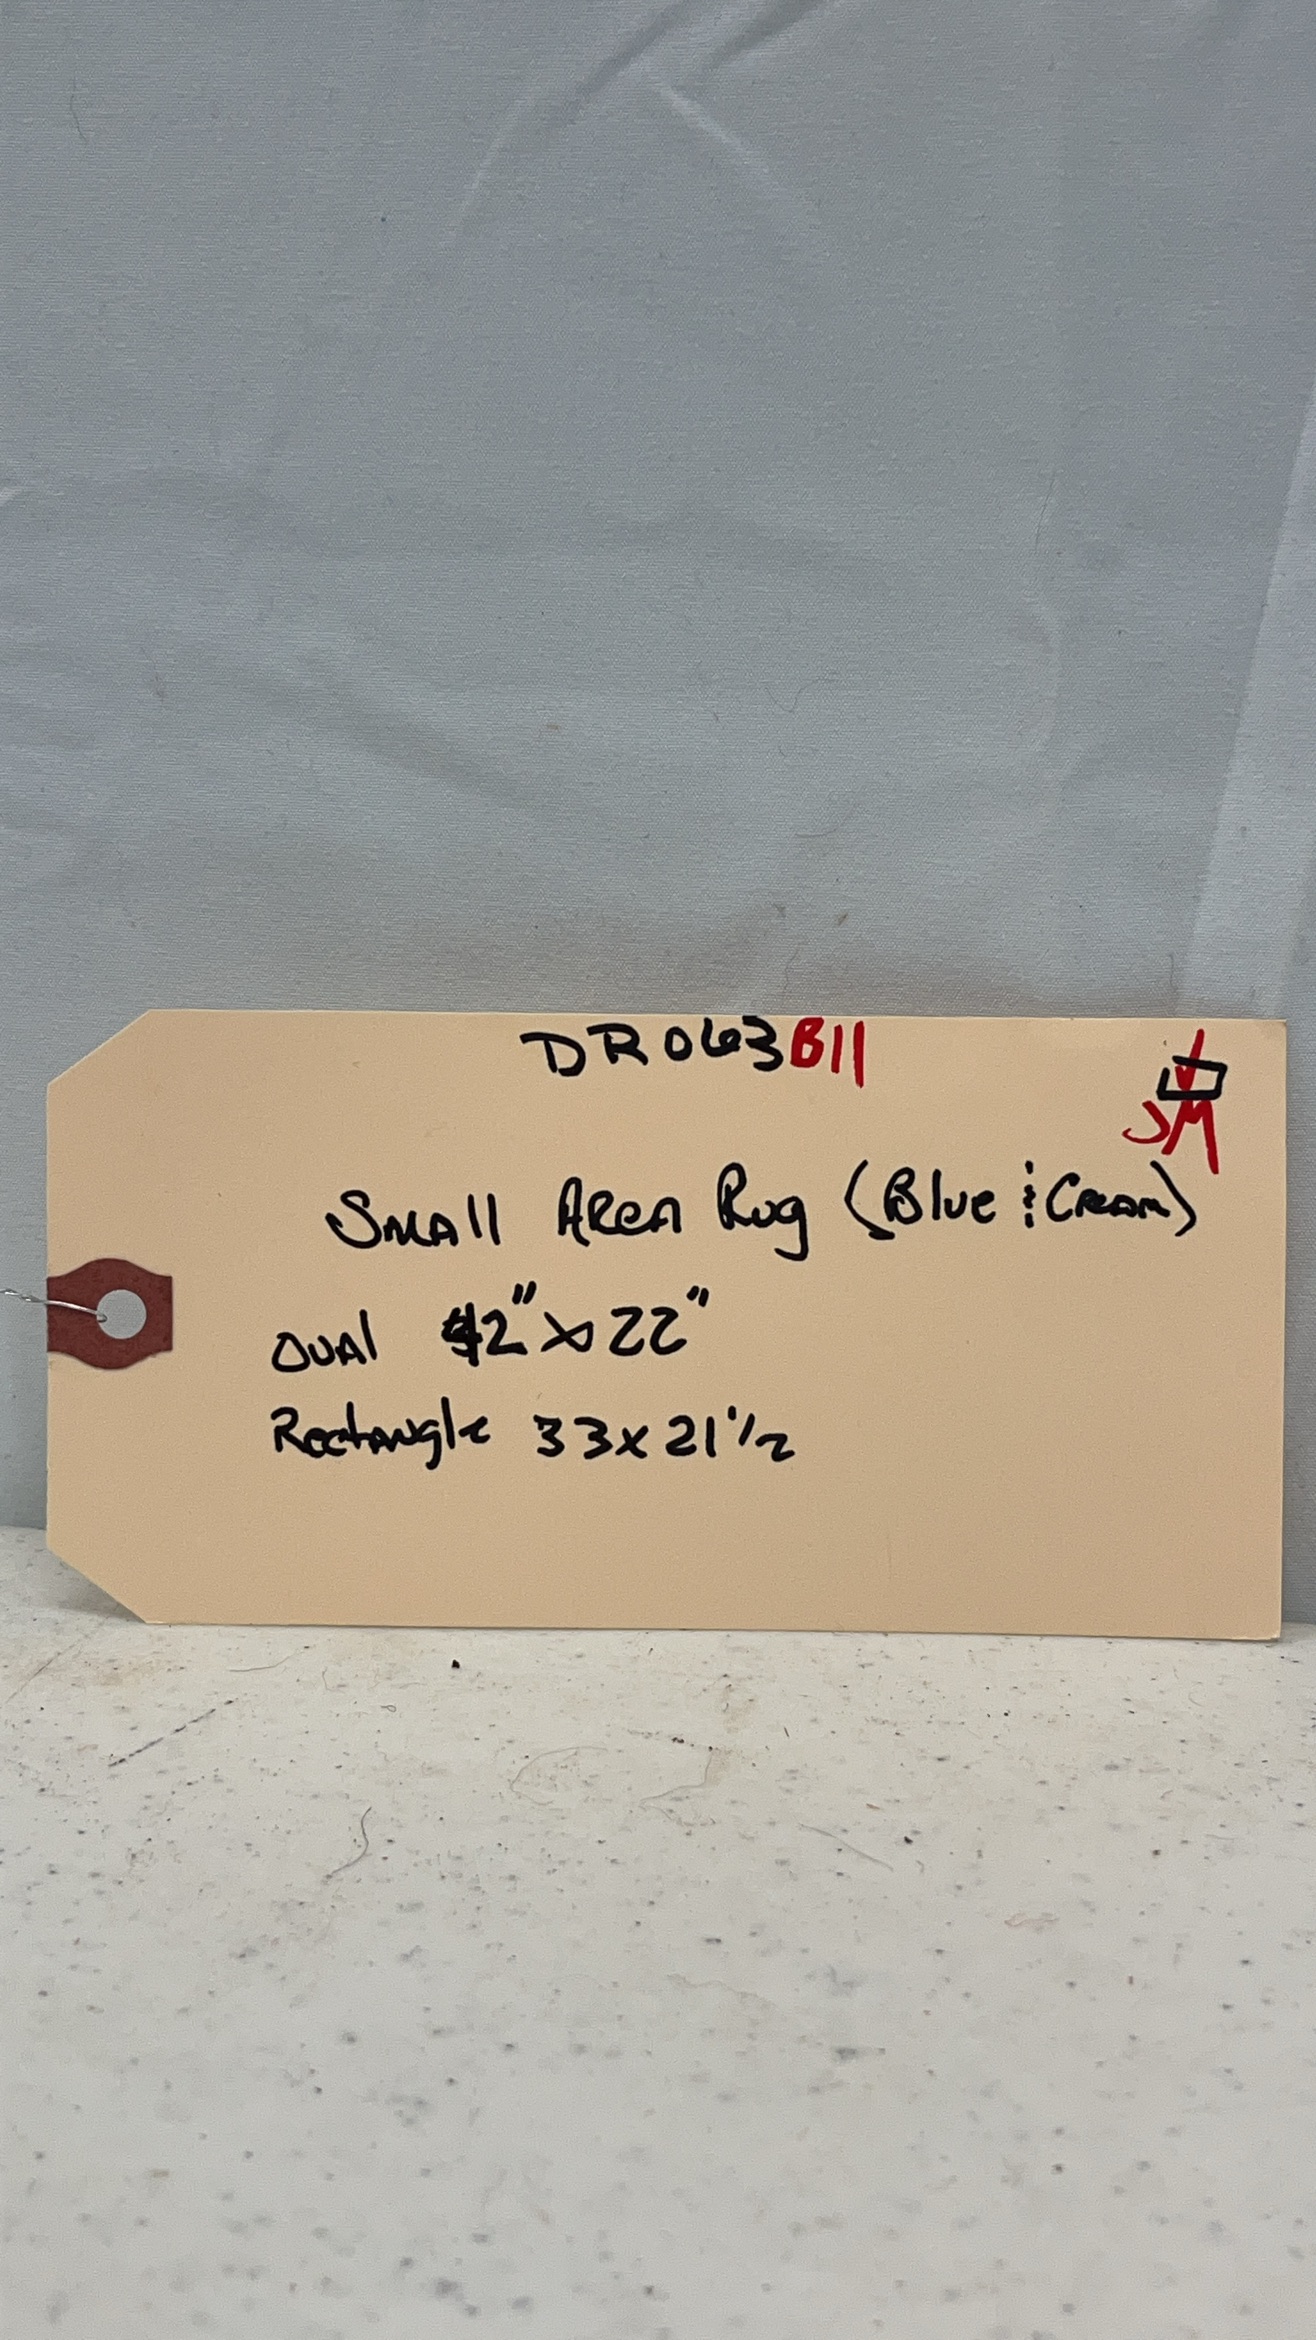 DR063B11
JM
Small Area Rug (Blue & Cream)
Oval 42" x 22"
Rectangle 33 x 21 1/2